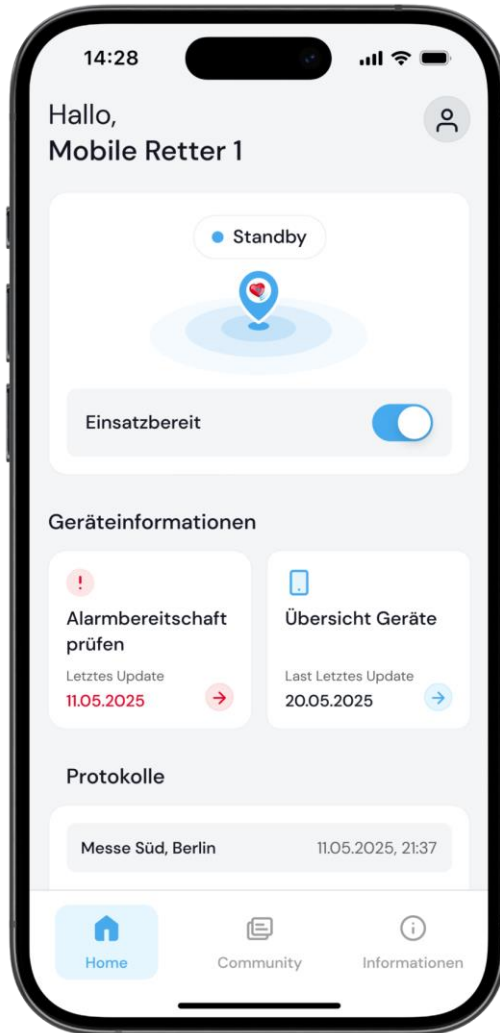 14:28
Hallo,
Mobile Retter 1
Standby
Einsatzbereit
Geräteinformationen
Alarmbereitschaft
prüfen
Letztes Update
11.05.2025
Übersicht Geräte
Last Letztes Update
20.05.2025
Protokolle
Messe Süd, Berlin 11.05.2025, 21:37
Home Community Informationen